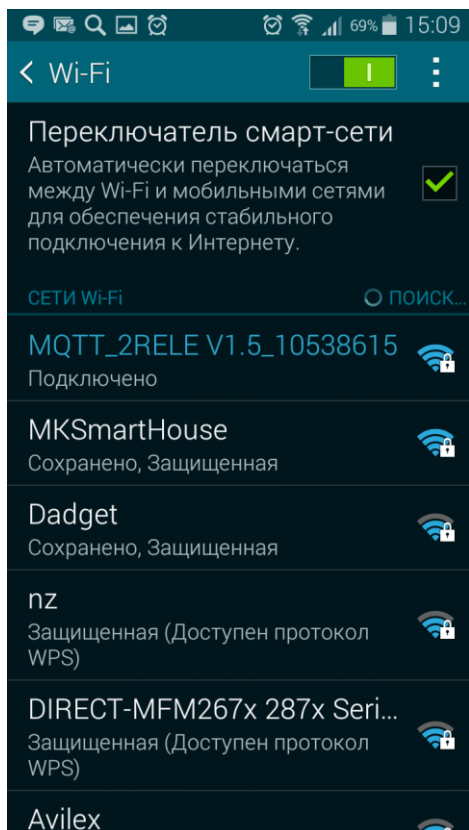 69% 15:09
Wi-Fi
Переключатель смарт-сети
Автоматически переключаться
между Wi-Fi и мобильными сетями
для обеспечения стабильного
подключения к Интернету.
СЕТИ Wi-Fi ПОИСК...
MQTT_2RELE V1.5_10538615
Подключено
MKSmartHouse
Сохранено, Защищенная
Dadget
Сохранено, Защищенная
nz
Защищенная (Доступен протокол
WPS)
DIRECT-MFM267x 287x Seri...
Защищенная (Доступен протокол
WPS)
Avilex